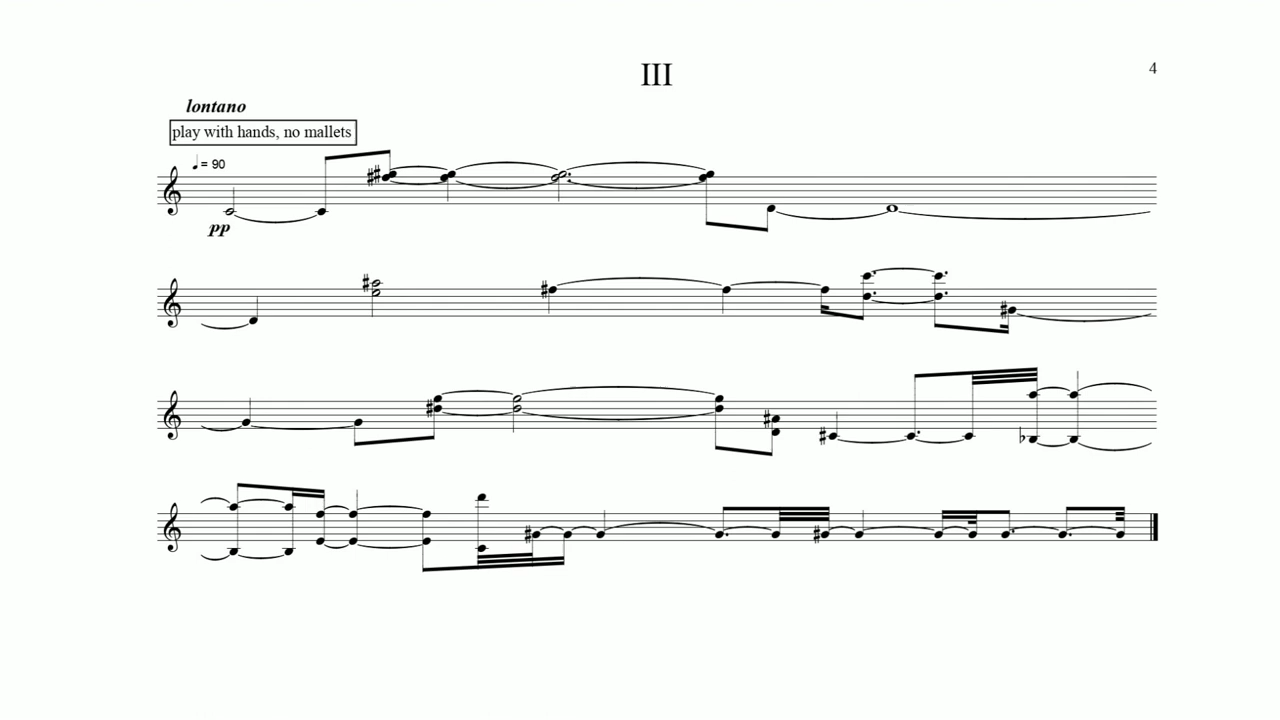 III
4
lontano
play with hands, no mallets
♩ = 90
pp